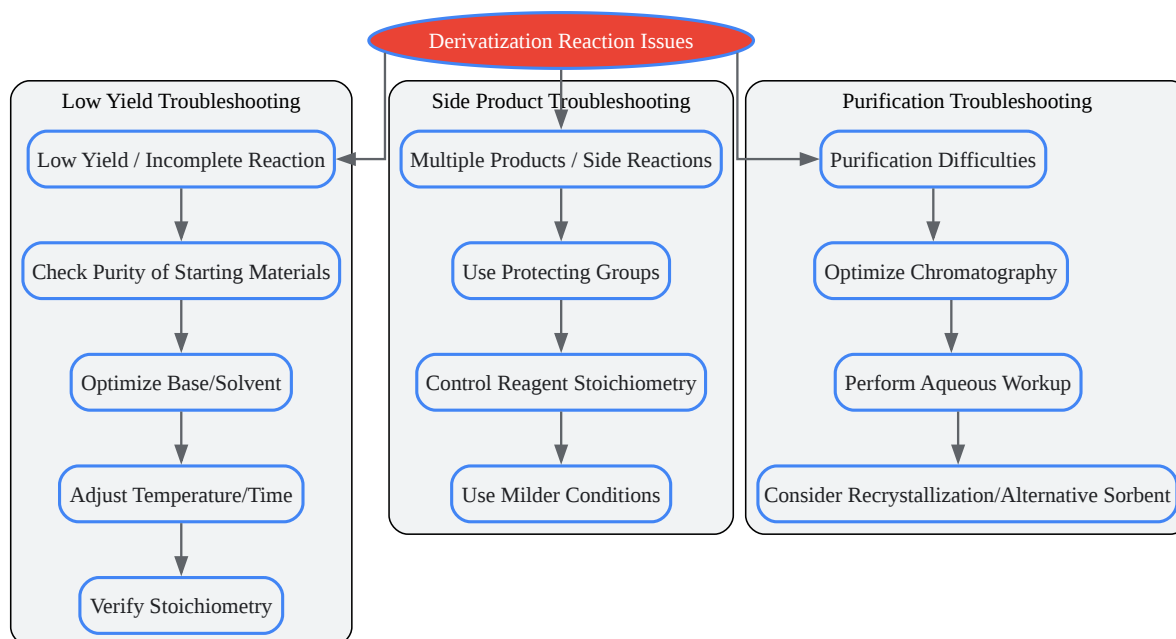 Derivatization Reaction Issues
Low Yield Troubleshooting
Low Yield / Incomplete Reaction
Check Purity of Starting Materials
Optimize Base/Solvent
Adjust Temperature/Time
Verify Stoichiometry
Side Product Troubleshooting
Multiple Products / Side Reactions
Use Protecting Groups
Control Reagent Stoichiometry
Use Milder Conditions
Purification Troubleshooting
Purification Difficulties
Optimize Chromatography
Perform Aqueous Workup
Consider Recrystallization/Alternative Sorbent